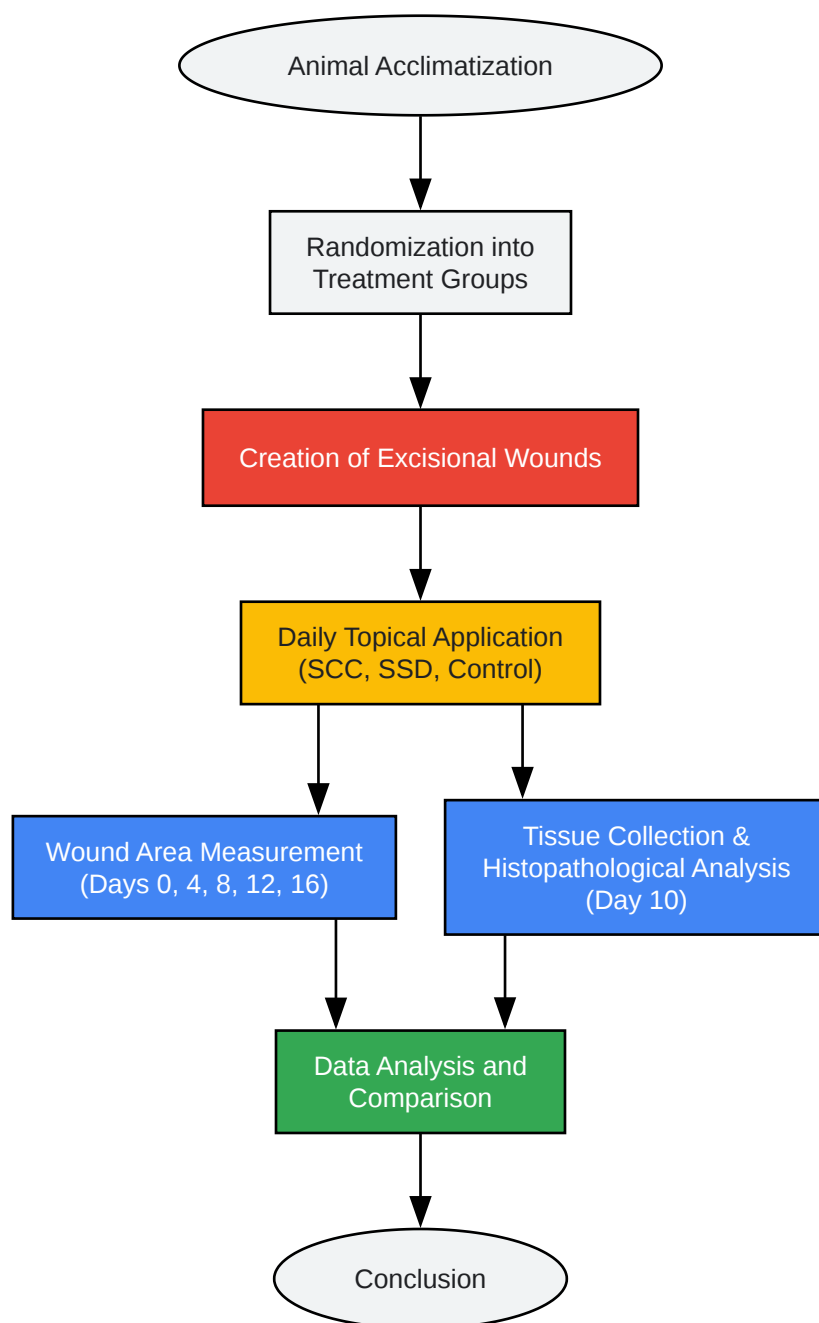 Animal Acclimatization
Randomization into
Treatment Groups
Creation of Excisional Wounds
Daily Topical Application
(SCC, SSD, Control)
Wound Area Measurement
(Days 0, 4, 8, 12, 16)
Tissue Collection &
Histopathological Analysis
(Day 10)
Data Analysis and
Comparison
Conclusion